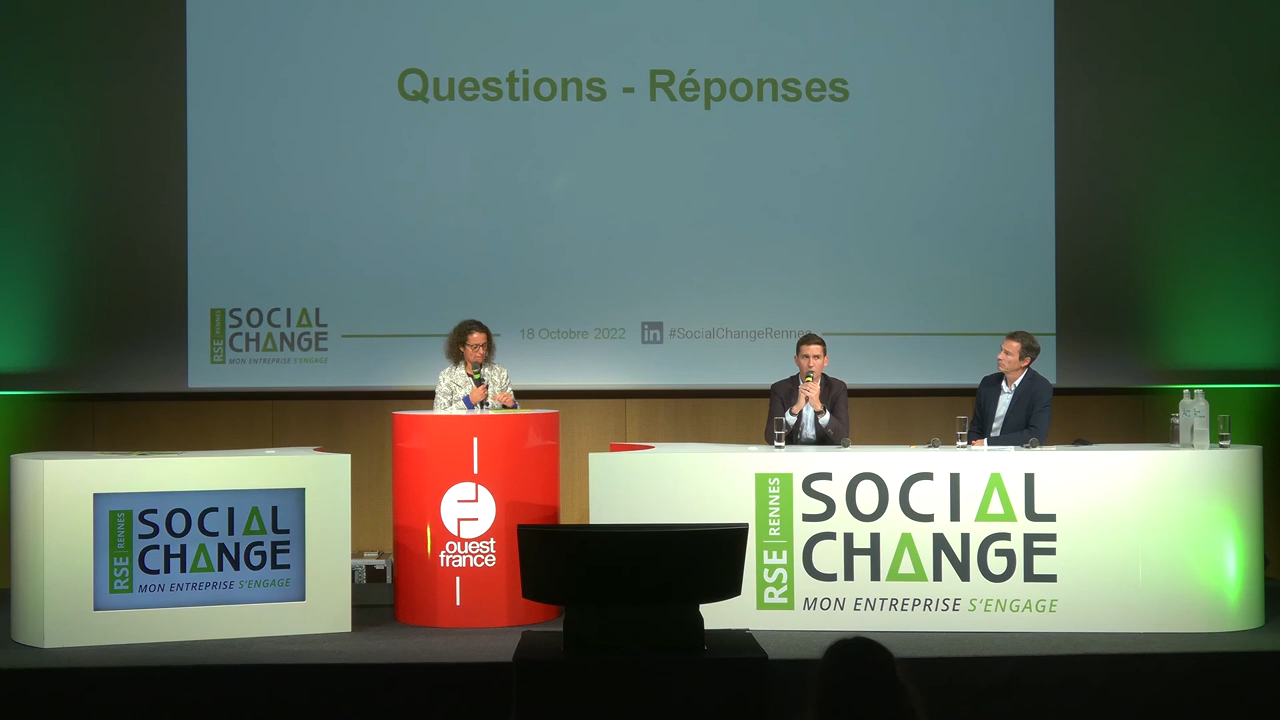 Questions - Réponses
RSE | RENNES
SOCIAL
CHANGE
MON ENTREPRISE S'ENGAGE
18 Octobre 2022
in
#SocialChangeRennes
RSE | RENNES
SOCIAL
CHANGE
MON ENTREPRISE S'ENGAGE
ouest
france
RSE | RENNES
SOCIAL
CHANGE
MON ENTREPRISE S'ENGAGE